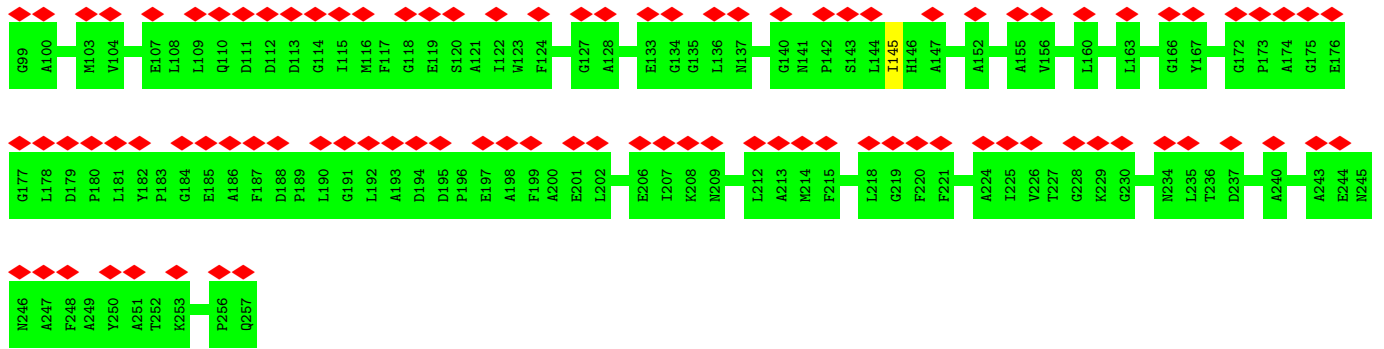 G99 A100 M103 V104 E107 L108 L109 Q110 D111 D112 D113 G114 I115 M116 F117 G118 E119 S120 A121 I122 W123 F124 G127 A128 E133 G134 G135 L136 N137 G140 N141 P142 S143 L144 I145 H146 A147 A152 A155 V156 L160 L163 G166 Y167 G172 P173 A174 G175 E176
G177 L178 D179 P180 L181 Y182 P183 G184 E185 A186 F187 D188 P189 L190 G191 L192 A193 D194 D195 P196 E197 A198 F199 A200 E201 L202 E206 I207 K208 N209 L212 A213 M214 F215 L218 G219 F220 F221 A224 I225 V226 T227 G228 K229 G230 N234 L235 T236 D237 A240 A243 E244 N245
N246 A247 F248 A249 Y250 A251 T252 K253 P256 Q257